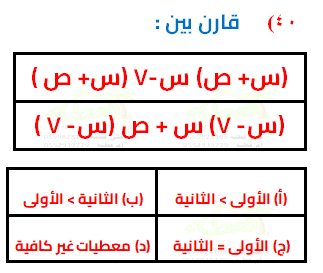 ٤٠) قارن بين :
(س+ ص) س-٧ (س+ ص )
(س- ٧) س + ص (س- ٧ )
(أ) الأولى > الثانية
(ب) الثانية > الأولى
(ج) الأولى = الثانية
(د) معطيات غير كافية